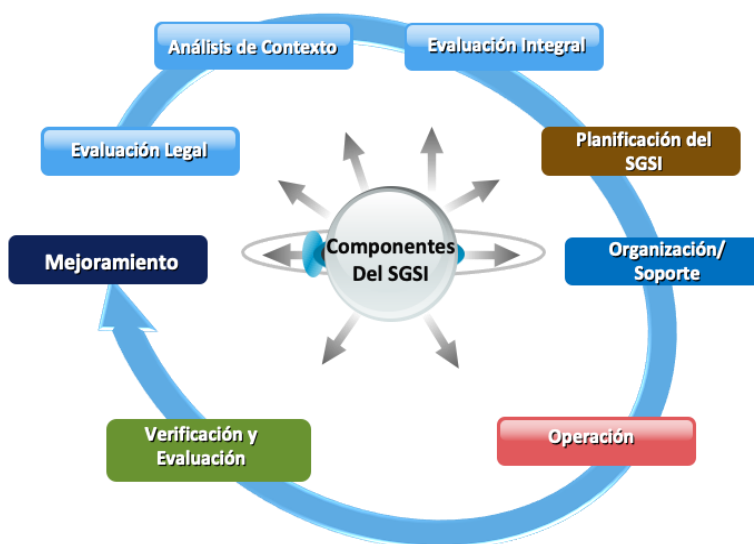 Análisis de Contexto
Evaluación Integral
Evaluación Legal
Planificación del
SGSI
Mejoramiento
Componentes
Del SGSI
Organización/
Soporte
Verificación y
Evaluación
Operación